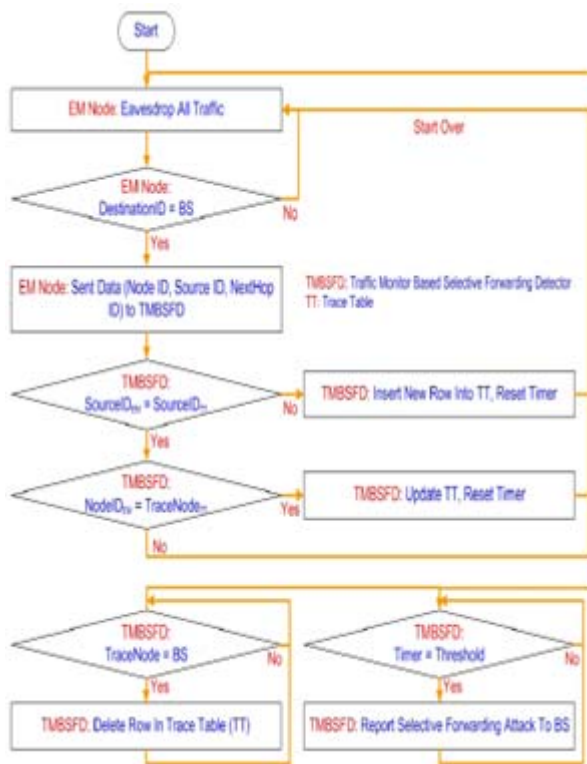 Start
EM Node: Eavesdrop All Traffic
Start Over
EM Node:
DestinationID = BS
No
Yes
EM Node: Sent Data (Node ID, Source ID, NextHop
ID) to TMBSFD
TMBSFD: Traffic Monitor Based Selective Forwarding Detector
TT: Trace Table
TMBSFD:
SourceID = SourceID
No
TMBSFD: Insert New Row Into TT, Reset Timer
Yes
TMBSFD:
NodeID = TraceNode
Yes
TMBSFD: Update TT, Reset Timer
No
TMBSFD:
TraceNode = BS
No
Yes
TMBSFD: Delete Row In Trace Table (TT)
TMBSFD:
Timer = Threshold
No
Yes
TMBSFD: Report Selective Forwarding Attack To BS